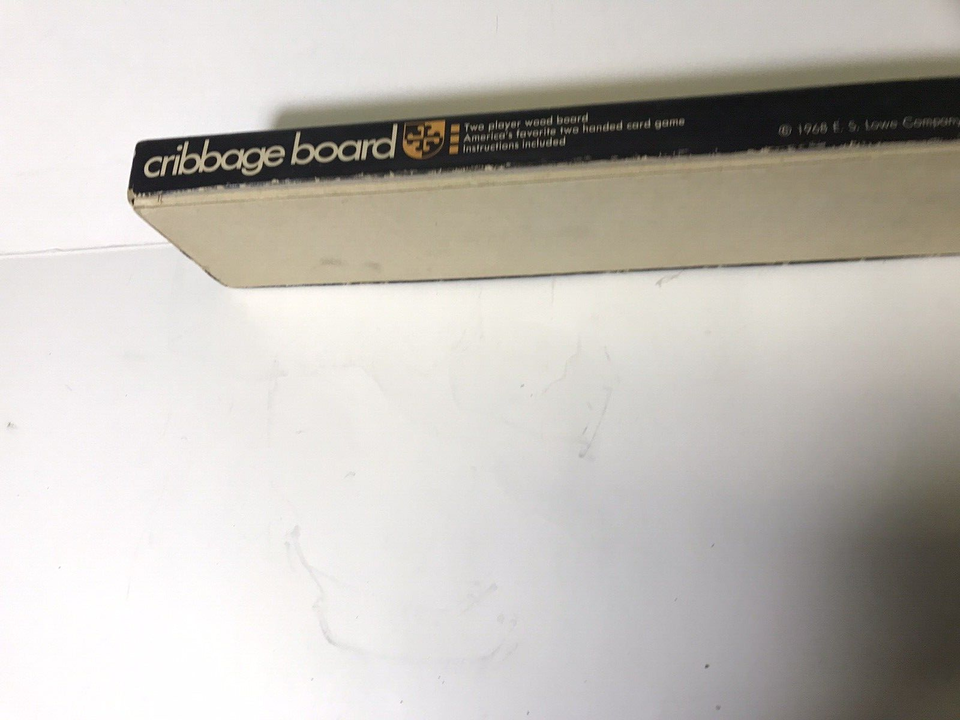 cribbage board
Two player wood board
America's favorite two handed card game
Instructions included
© 1968 E. S. Lowe Company,